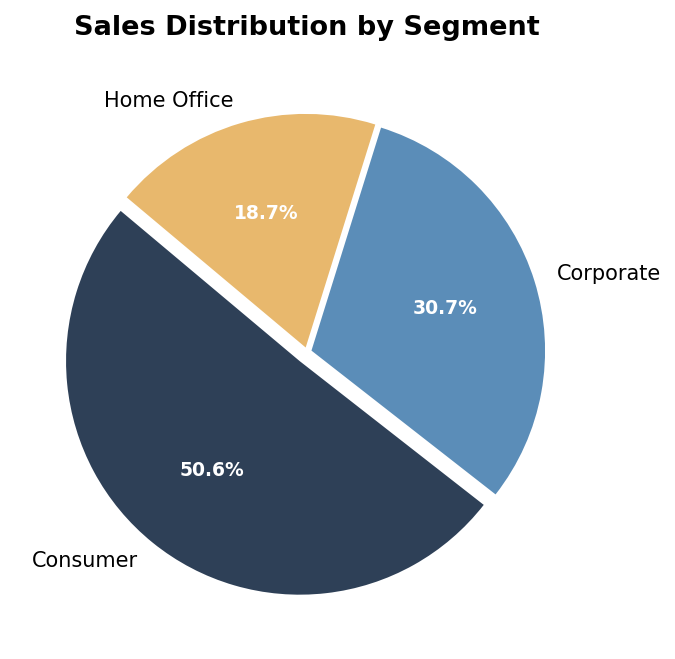 Sales Distribution by Segment
Home Office
18.7%
Corporate
30.7%
50.6%
Consumer